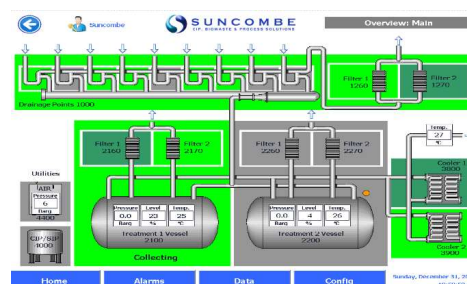 Suncombe
SUNCOMBE
CIP, BIOWASTE & PROCESS SOLUTIONS
Overview: Main
Drainage Points 1000
Filter 1
1260
Filter 2
1270
Filter 1
2160
Filter 2
2170
Filter 1
2260
Filter 2
2270
Temp.
27
°C
Cooler 1
3800
Utilities
AIR
Pressure
6
Barg
4400
CIP/SIP
4000
Pressure Level Temp.
0.0 23 25
Barg % °C
Treatment 1 Vessel
2100
Pressure Level Temp.
0.0 4 26
Barg % °C
Treatment 2 Vessel
2200
Cooler 2
3900
Collecting
Home Alarms Data Config
Sunday, December 31,